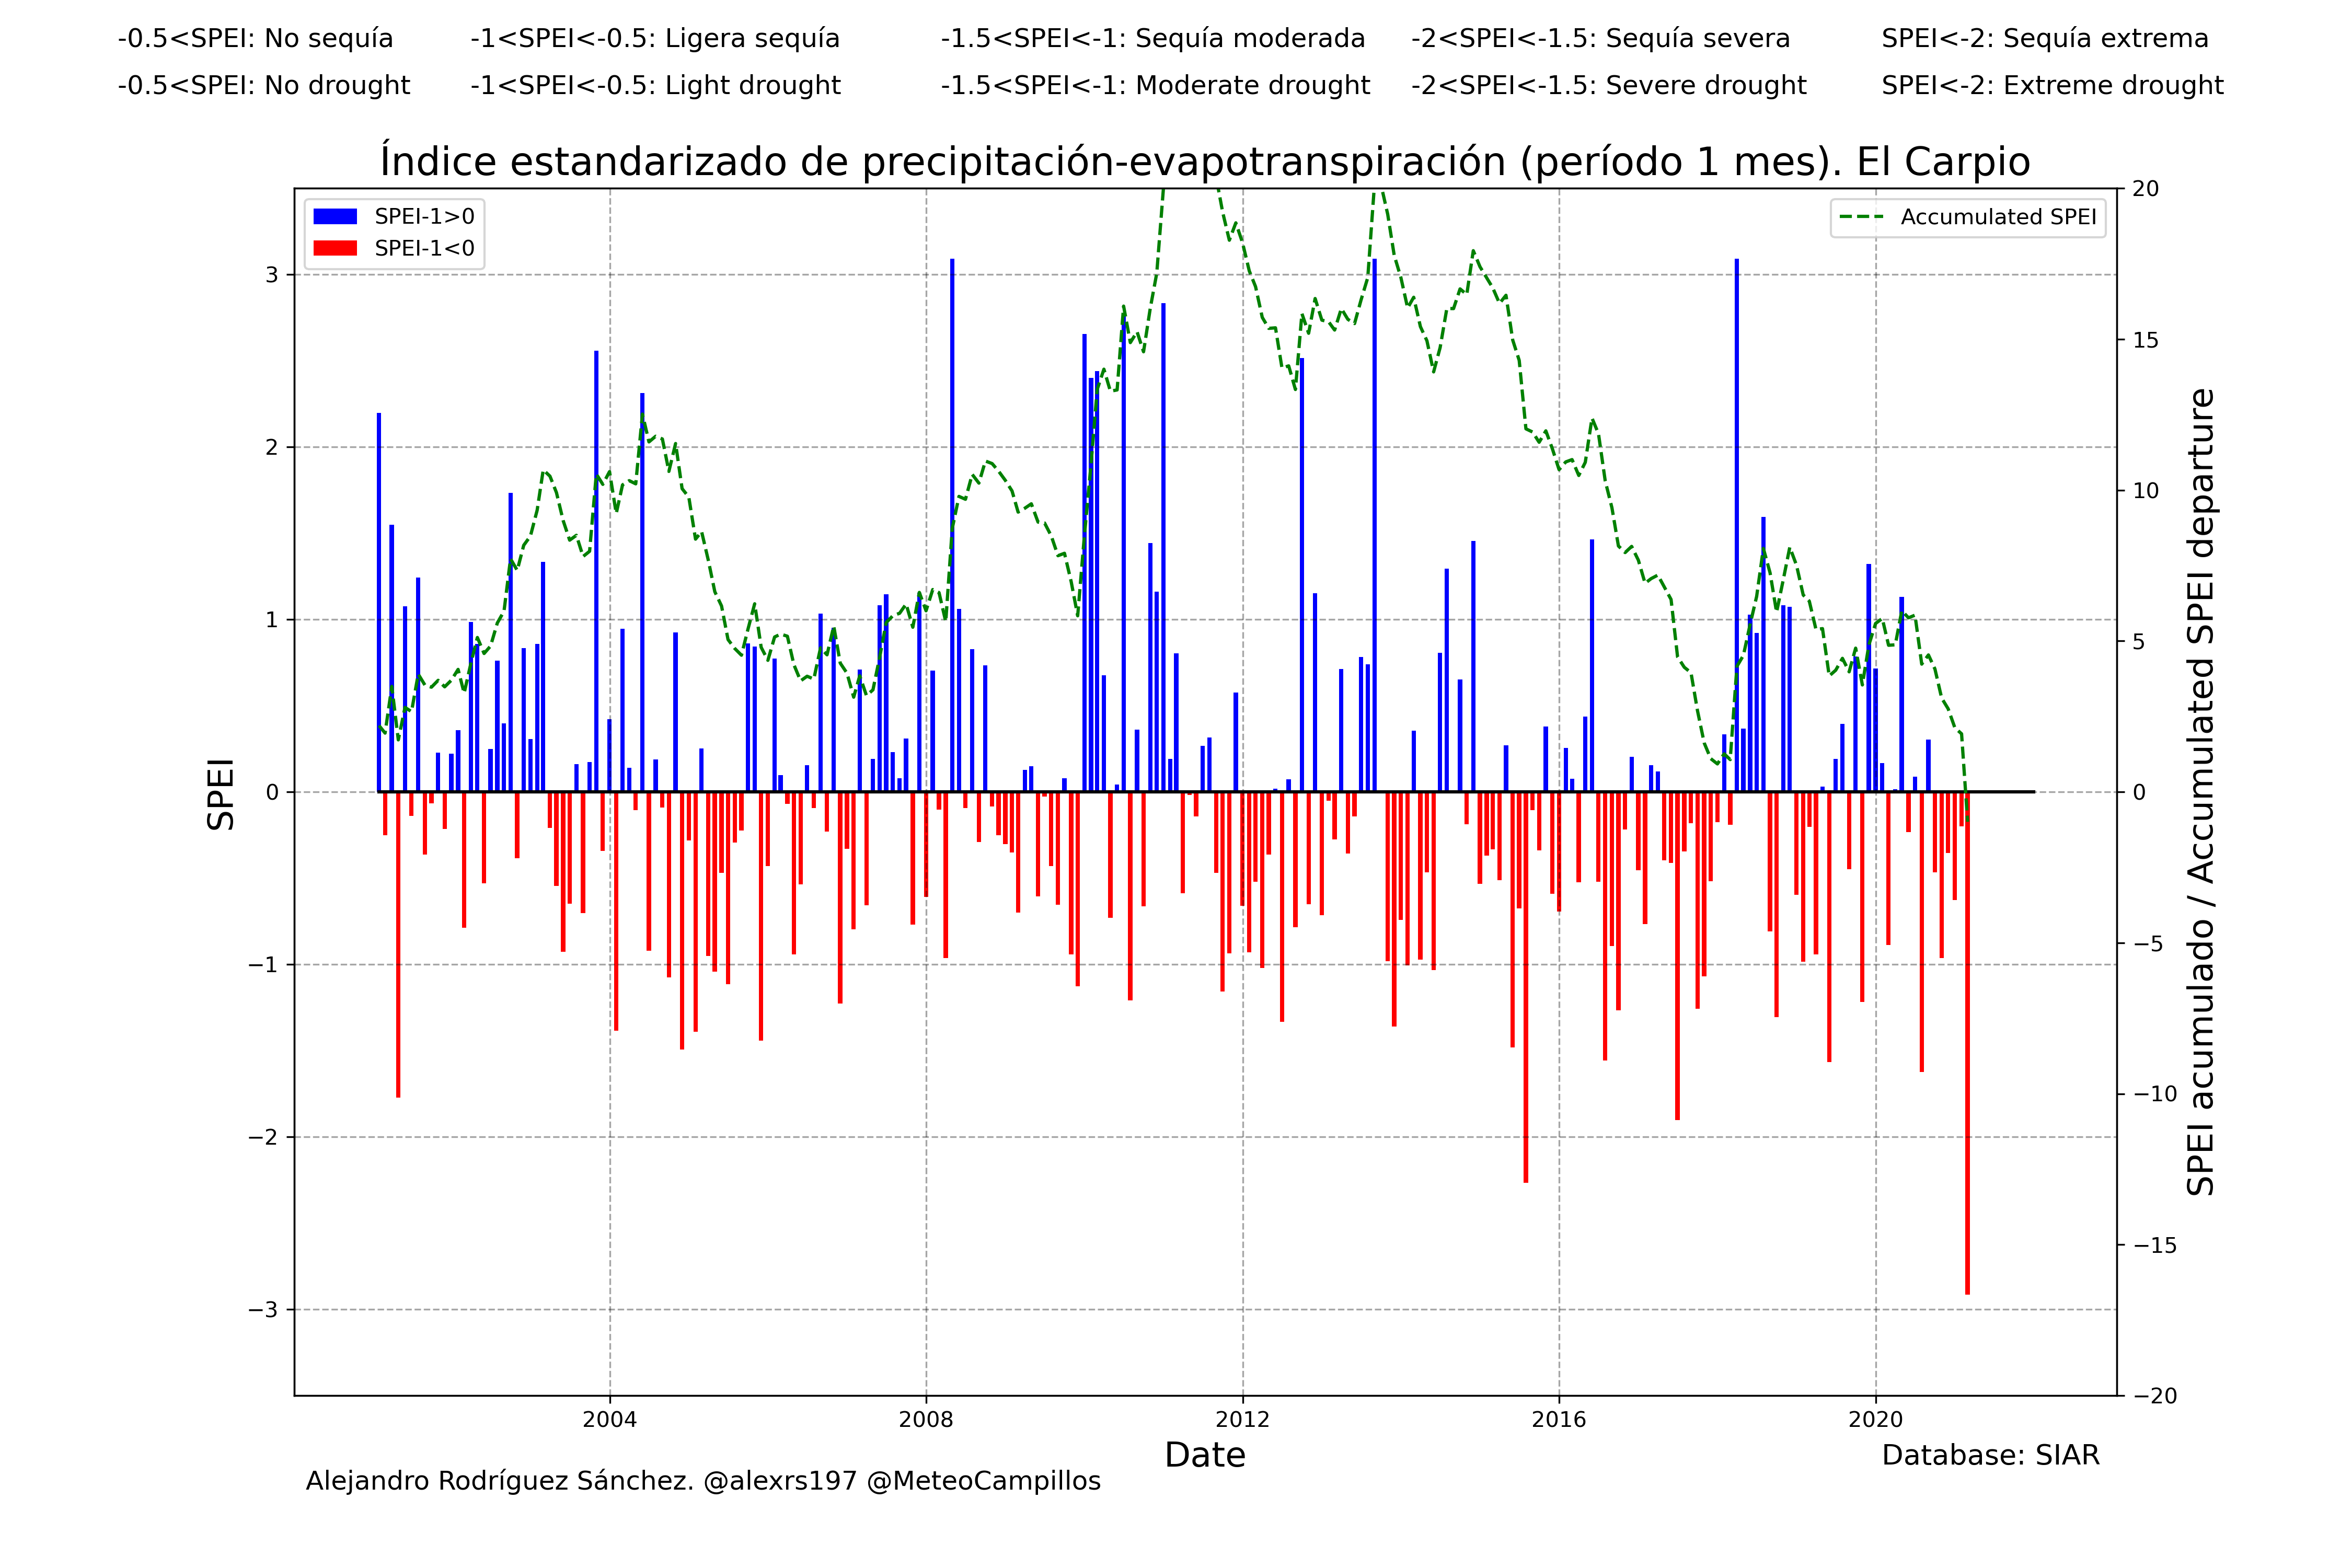 -0.5<SPEI: No sequía -1<SPEI<-0.5: Ligera sequía -1.5<SPEI<-1: Sequía moderada -2<SPEI<-1.5: Sequía severa SPEI<-2: Sequía extrema
-0.5<SPEI: No drought -1<SPEI<-0.5: Light drought -1.5<SPEI<-1: Moderate drought -2<SPEI<-1.5: Severe drought SPEI<-2: Extreme drought
Índice estandarizado de precipitación-evapotranspiración (período 1 mes). El Carpio
SPEI-1>0
SPEI-1<0
Accumulated SPEI
SPEI
3
2
1
0
−1
−2
−3
20
15
10
5
0
−5
−10
−15
−20
SPEI acumulado / Accumulated SPEI departure
2004 2008 2012 2016 2020
Date
Database: SIAR
Alejandro Rodríguez Sánchez. @alexrs197 @MeteoCampillos